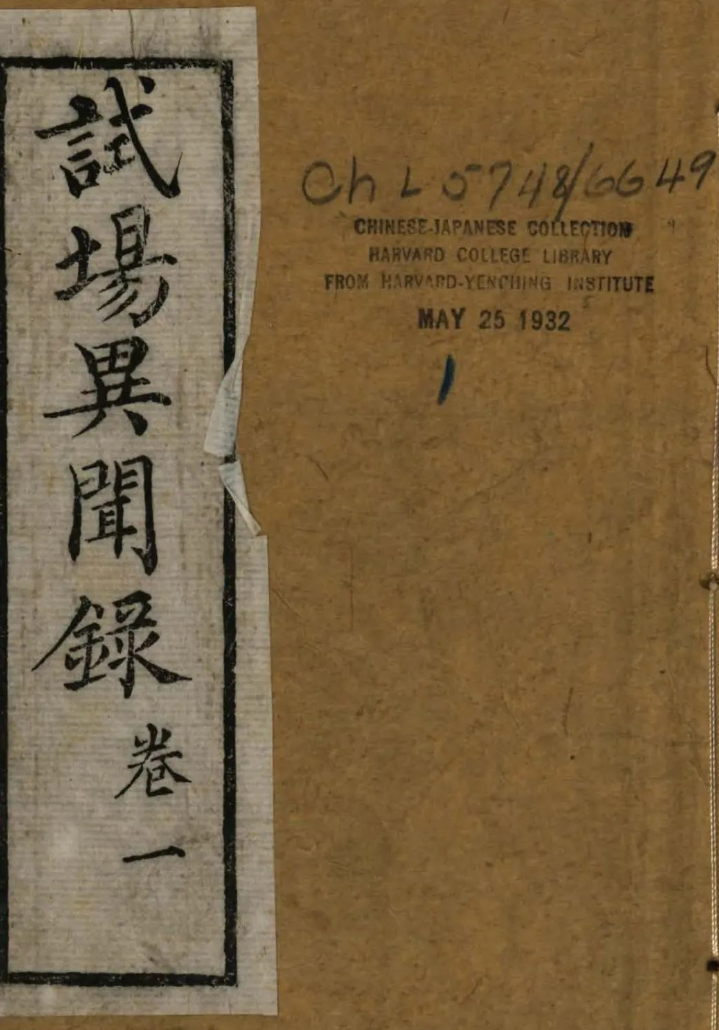 試場異聞錄 卷一
Ch L 5748/6649
CHINESE-JAPANESE COLLECTION
HARVARD COLLEGE LIBRARY
FROM HARVARD-YENCHING INSTITUTE
MAY 25 1932
1